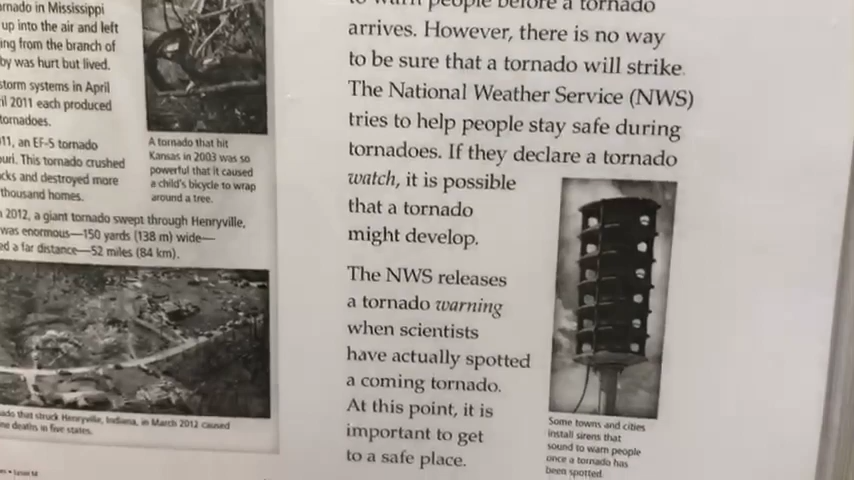 rnado in Mississippi
up into the air and left
ing from the branch of
by was hurt but lived.
storm systems in April
il 2011 each produced
tornadoes.
11, an EF-5 tornado
ouri. This tornado crushed
cks and destroyed more
thousand homes.
2012, a giant tornado swept through Henryville,
was enormous—150 yards (138 m) wide—
ed a far distance—52 miles (84 km).
A tornado that hit
Kansas in 2003 was so
powerful that it caused
a child's bicycle to wrap
around a tree.
ado that struck Henryville, Indiana, in March 2012 caused
ne deaths in five states.
to warn people before a tornado
arrives. However, there is no way
to be sure that a tornado will strike.
The National Weather Service (NWS)
tries to help people stay safe during
tornadoes. If they declare a tornado
watch, it is possible
that a tornado
might develop.
The NWS releases
a tornado warning
when scientists
have actually spotted
a coming tornado.
At this point, it is
important to get
to a safe place.
Some towns and cities
install sirens that
sound to warn people
once a tornado has
been spotted.